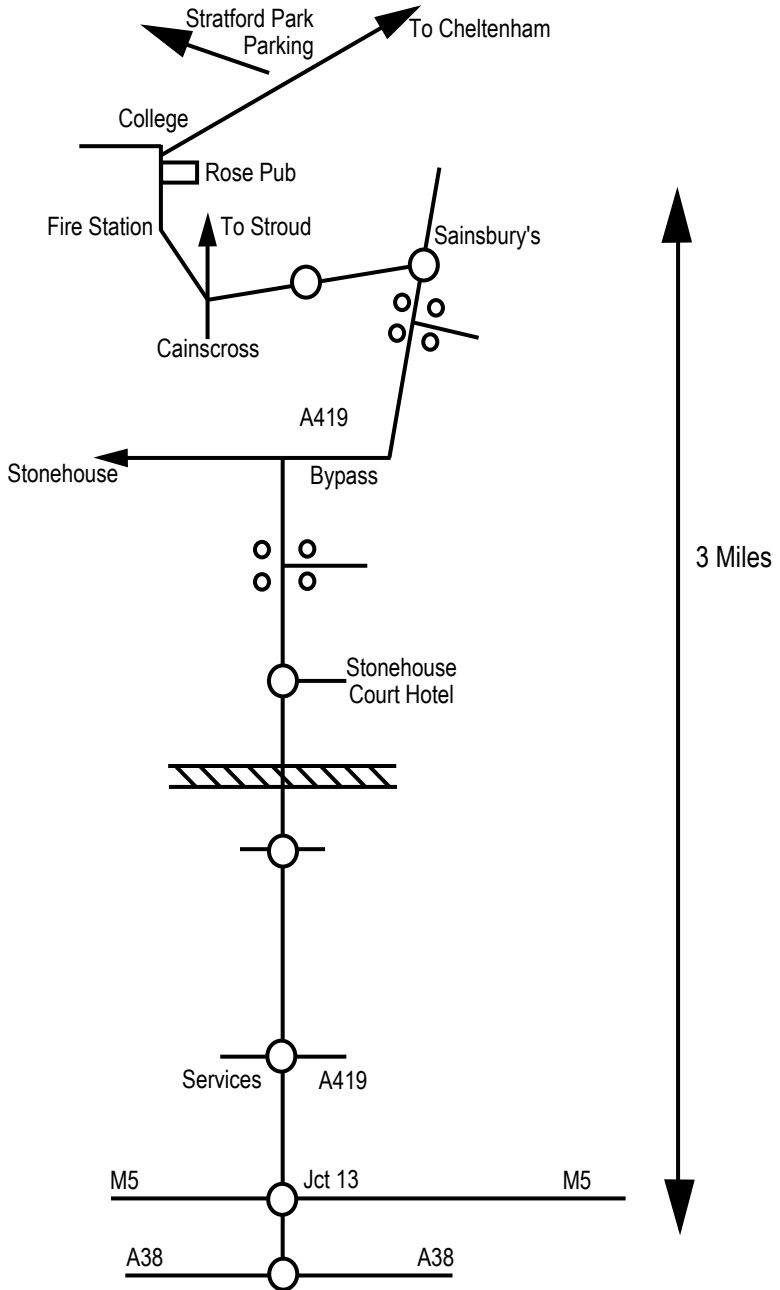 Stratford Park
Parking
To Cheltenham
College
Rose Pub
Fire Station
To Stroud
Sainsbury's
Cainscross
A419
Stonehouse
Bypass
3 Miles
Stonehouse
Court Hotel
Services
A419
M5
Jct 13
M5
A38
A38